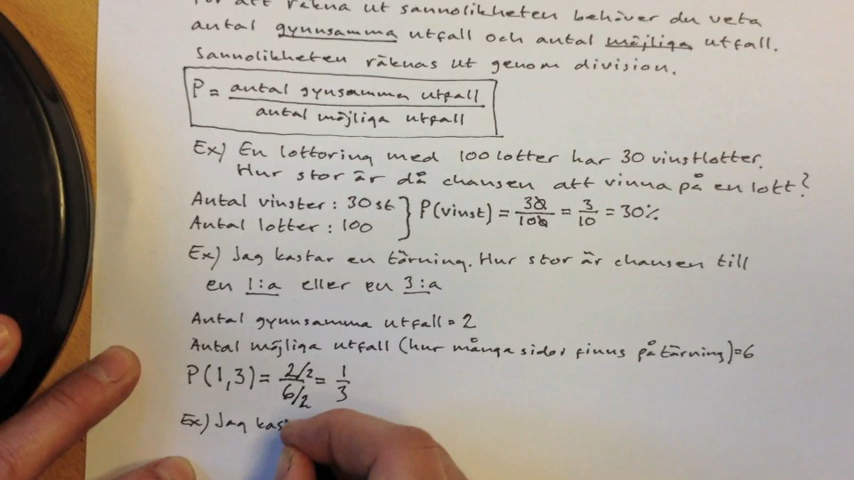 För att räkna ut sannolikheten behöver du veta
antal gynnsamma utfall och antal möjliga utfall.
Sannolikheten räknas ut genom division.
P = antal gynsamma utfall / antal möjliga utfall
Ex) En lottoring med 100 lotter har 30 vinstlotter.
Hur stor är då chansen att vinna på en lott?
Antal vinster : 30 st
Antal lotter : 100
} P(vinst) = 30/100 = 3/10 = 30%
Ex) Jag kastar en tärning. Hur stor är chansen till
en 1:a eller en 3:a
Antal gynnsamma utfall = 2
Antal möjliga utfall (hur många sidor finns på tärning) = 6
P(1,3) = 2/2 / 6/2 = 1/3
Ex) Jag kas